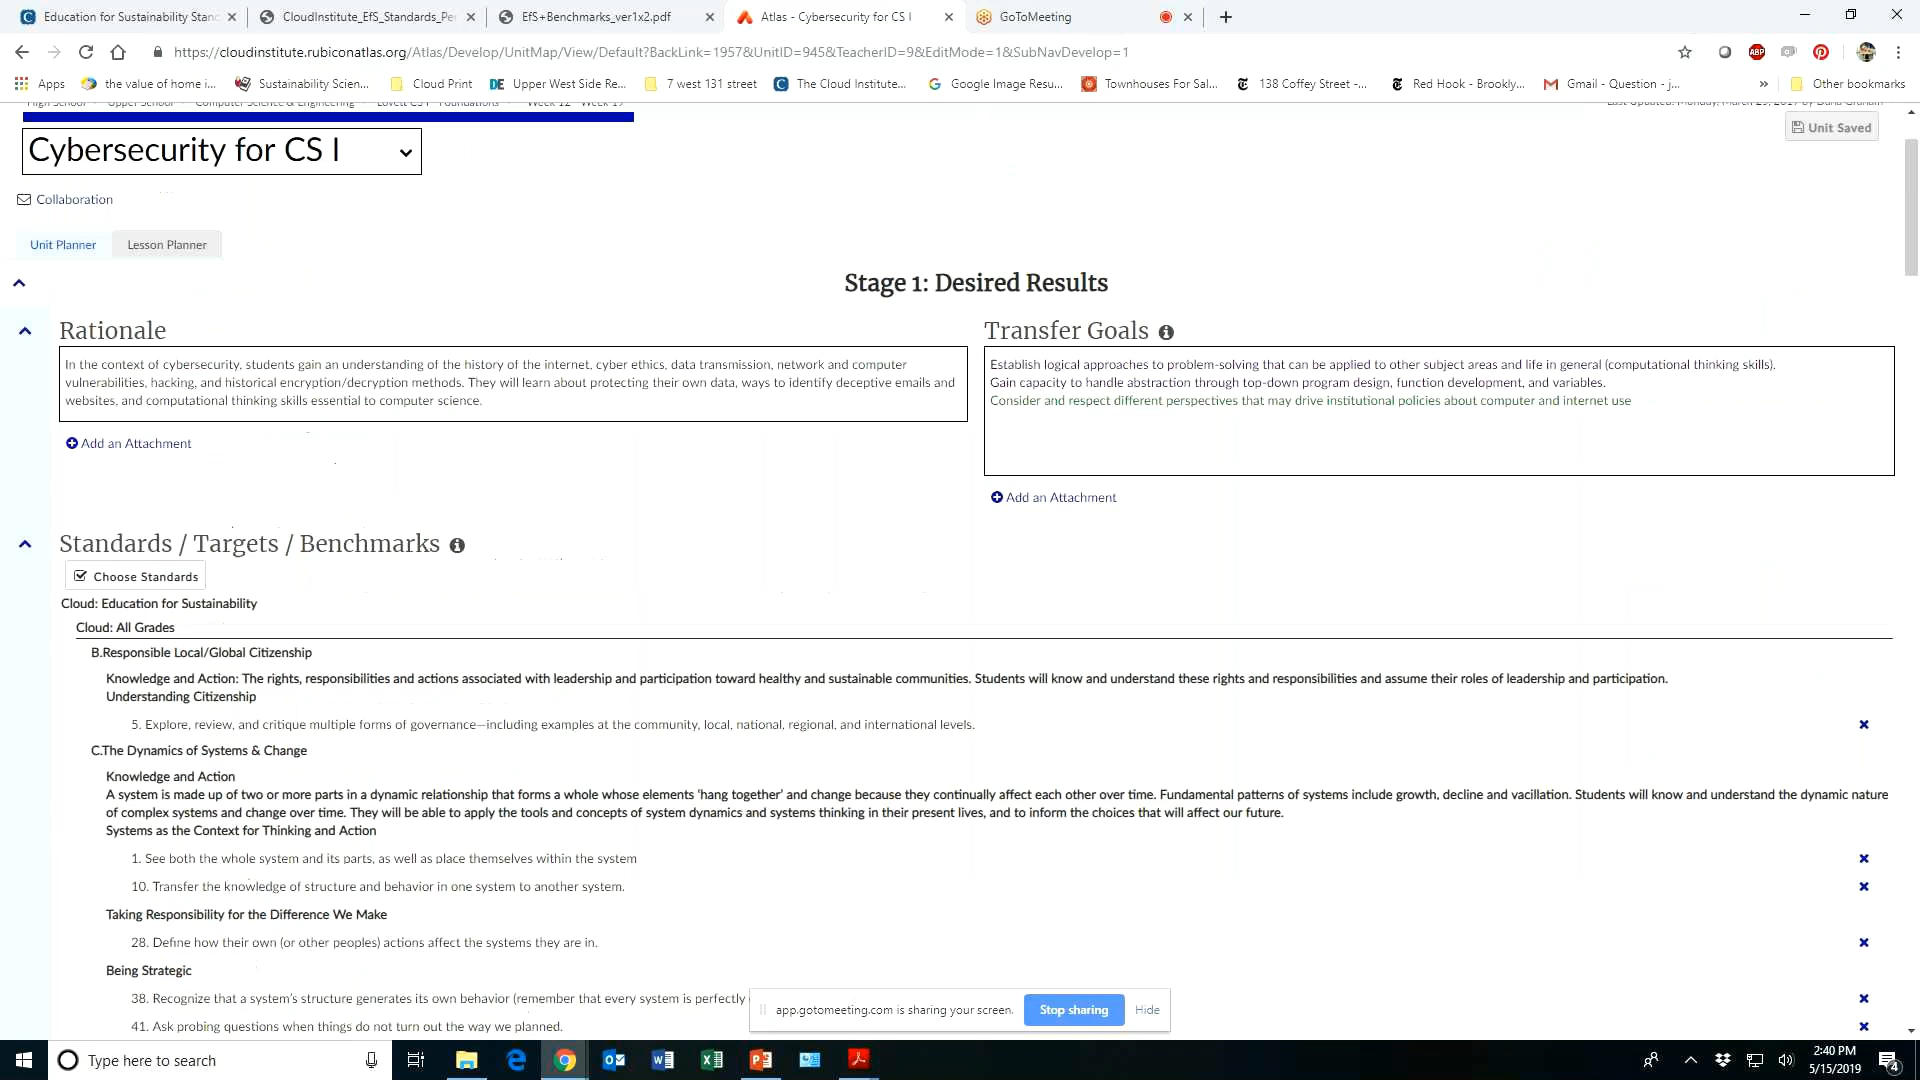 Education for Sustainability Stand
CloudInstitute_EfS_Standards_Per
EfS+Benchmarks_ver1x2.pdf
Atlas - Cybersecurity for CS I
GoToMeeting
https://cloudinstitute.rubiconatlas.org/Atlas/Develop/UnitMap/View/Default?BackLink=1957&UnitID=945&TeacherID=9&EditMode=1&SubNavDevelop=1
ABP
Apps
the value of home i...
Sustainability Scien...
Cloud Print
DE Upper West Side Re...
7 west 131 street
The Cloud Institute...
Google Image Resu...
Townhouses For Sal...
138 Coffey Street -...
Red Hook - Brooklyn...
Gmail - Question - j...
»
Other bookmarks
Unit Saved
Cybersecurity for CS I
Collaboration
Unit Planner
Lesson Planner
Stage 1: Desired Results
Rationale
In the context of cybersecurity, students gain an understanding of the history of the internet, cyber ethics, data transmission, network and computer
vulnerabilities, hacking, and historical encryption/decryption methods. They will learn about protecting their own data, ways to identify deceptive emails and
websites, and computational thinking skills essential to computer science.
Add an Attachment
Transfer Goals
Establish logical approaches to problem-solving that can be applied to other subject areas and life in general (computational thinking skills).
Gain capacity to handle abstraction through top-down program design, function development, and variables.
Consider and respect different perspectives that may drive institutional policies about computer and internet use
Add an Attachment
Standards / Targets / Benchmarks
Choose Standards
Cloud: Education for Sustainability
Cloud: All Grades
B.Responsible Local/Global Citizenship
Knowledge and Action: The rights, responsibilities and actions associated with leadership and participation toward healthy and sustainable communities. Students will know and understand these rights and responsibilities and assume their roles of leadership and participation.
Understanding Citizenship
5. Explore, review, and critique multiple forms of governance—including examples at the community, local, national, regional, and international levels.
C.The Dynamics of Systems & Change
Knowledge and Action
A system is made up of two or more parts in a dynamic relationship that forms a whole whose elements 'hang together' and change because they continually affect each other over time. Fundamental patterns of systems include growth, decline and vacillation. Students will know and understand the dynamic nature
of complex systems and change over time. They will be able to apply the tools and concepts of system dynamics and systems thinking in their present lives, and to inform the choices that will affect our future.
Systems as the Context for Thinking and Action
1. See both the whole system and its parts, as well as place themselves within the system
10. Transfer the knowledge of structure and behavior in one system to another system.
Taking Responsibility for the Difference We Make
28. Define how their own (or other peoples) actions affect the systems they are in.
Being Strategic
38. Recognize that a system's structure generates its own behavior (remember that every system is perfectly
41. Ask probing questions when things do not turn out the way we planned.
app.gotomeeting.com is sharing your screen.
Stop sharing
Hide
Type here to search
2:40 PM
5/15/2019
4